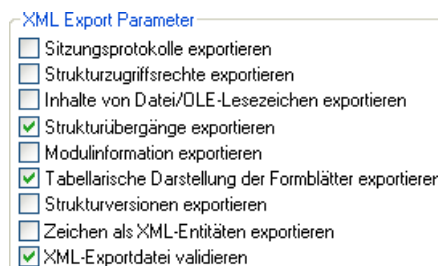 XML Export Parameter
Sitzungsprotokolle exportieren
Strukturzugriffsrechte exportieren
Inhalte von Datei/OLE-Lesezeichen exportieren
Strukturübergänge exportieren
Modulinformation exportieren
Tabellarische Darstellung der Formblätter exportieren
Strukturversionen exportieren
Zeichen als XML-Entitäten exportieren
XML-Exportdatei validieren